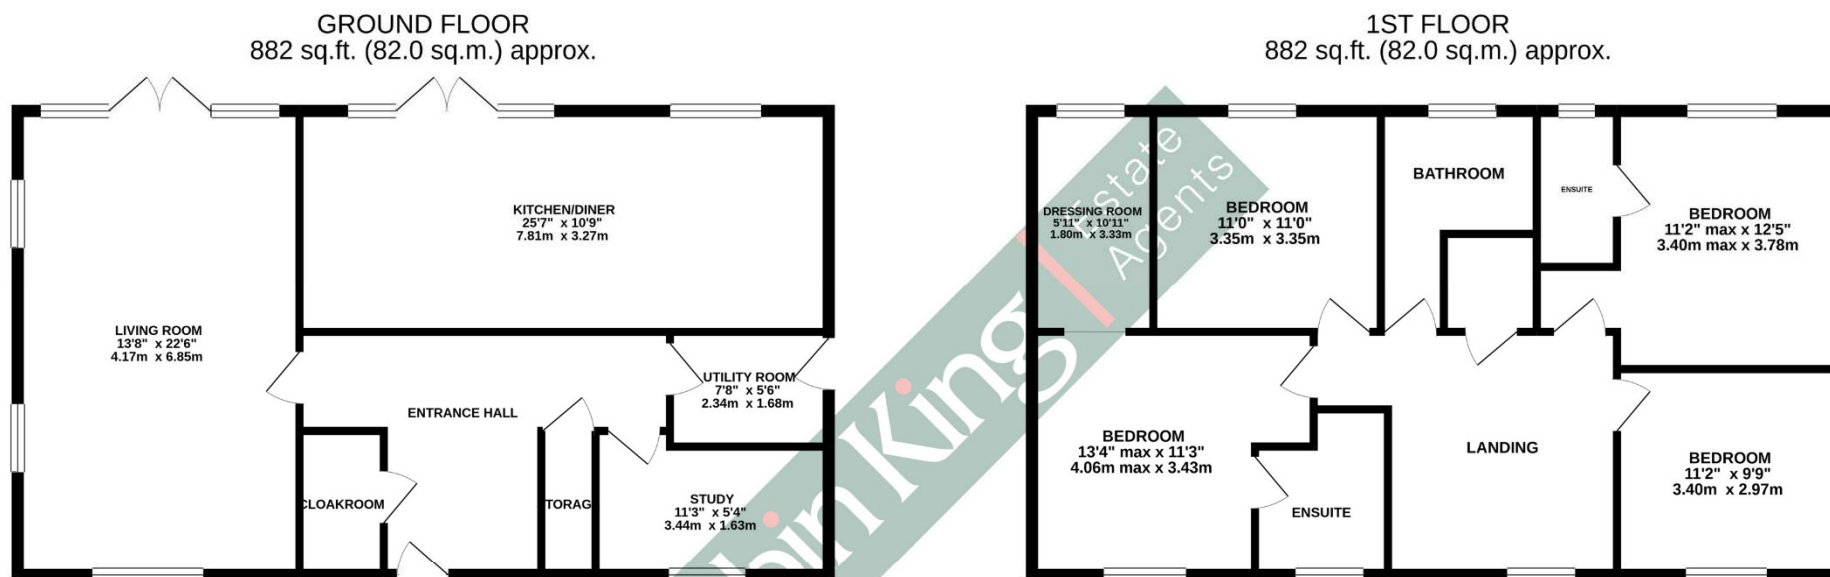 GROUND FLOOR
882 sq.ft. (82.0 sq.m.) approx.
LIVING ROOM
13'8" x 22'6"
4.17m x 6.85m
KITCHEN/DINER
25'7" x 10'9"
7.81m x 3.27m
ENTRANCE HALL
UTILITY ROOM
7'8" x 5'6"
2.34m x 1.68m
CLOAKROOM
TORAG
STUDY
11'3" x 5'4"
3.44m x 1.63m
1ST FLOOR
882 sq.ft. (82.0 sq.m.) approx.
DRESSING ROOM
5'11" x 10'11"
1.80m x 3.33m
BEDROOM
11'0" x 11'0"
3.35m x 3.35m
BATHROOM
ENSUITE
BEDROOM
11'2" max x 12'5"
3.40m max x 3.78m
BEDROOM
13'4" max x 11'3"
4.06m max x 3.43m
ENSUITE
LANDING
BEDROOM
11'2" x 9'9"
3.40m x 2.97m
bin King
Estate
Agents